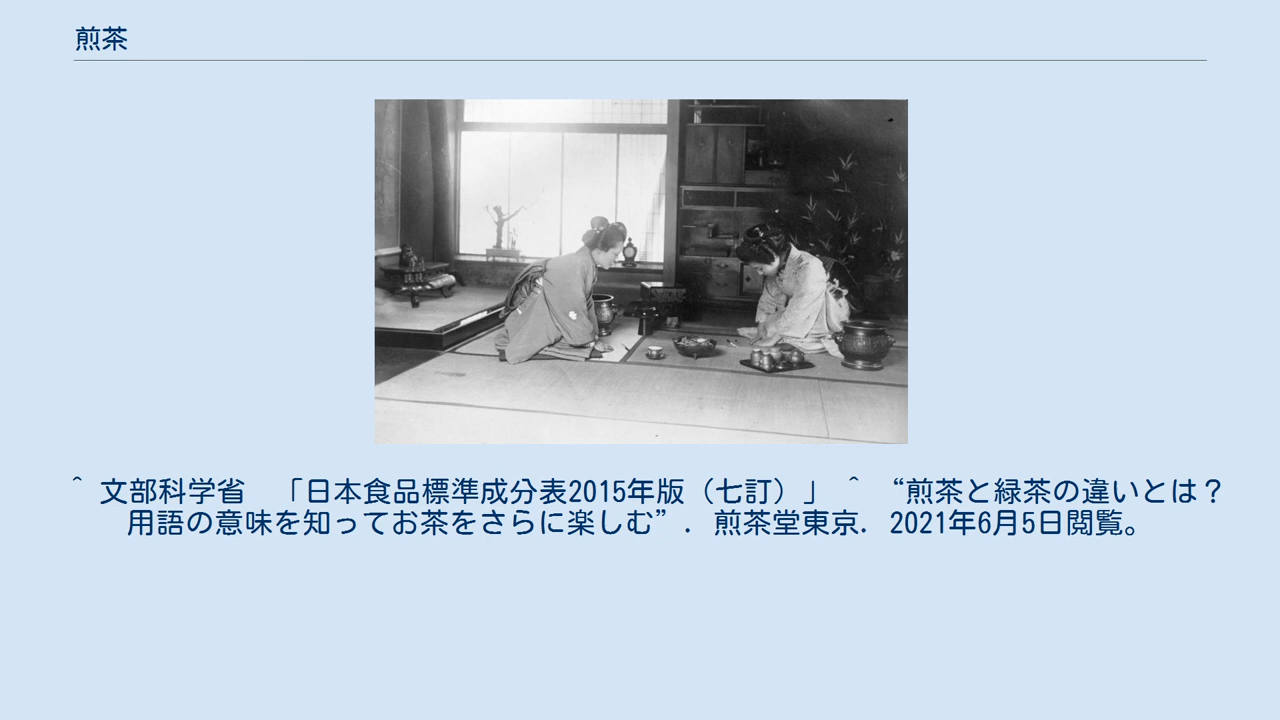 煎茶
＾ 文部科学省　「日本食品標準成分表2015年版（七訂）」 ＾　“煎茶と緑茶の違いとは？
用語の意味を知ってお茶をさらに楽しむ”. 煎茶堂東京. 2021年6月5日閲覧。